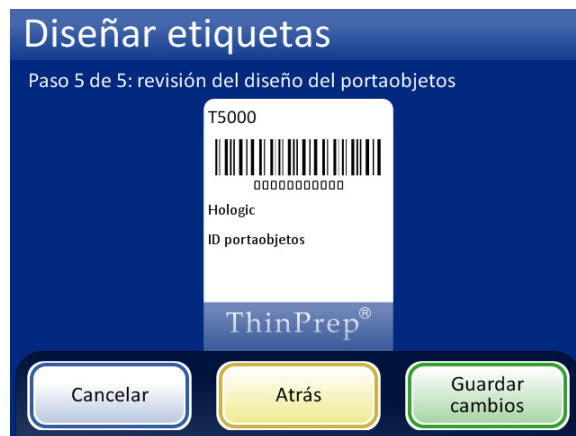 Diseñar etiquetas
Paso 5 de 5: revisión del diseño del portaobjetos
T5000
00000000000
Hologic
ID portaobjetos
ThinPrep®
Cancelar
Atrás
Guardar
cambios